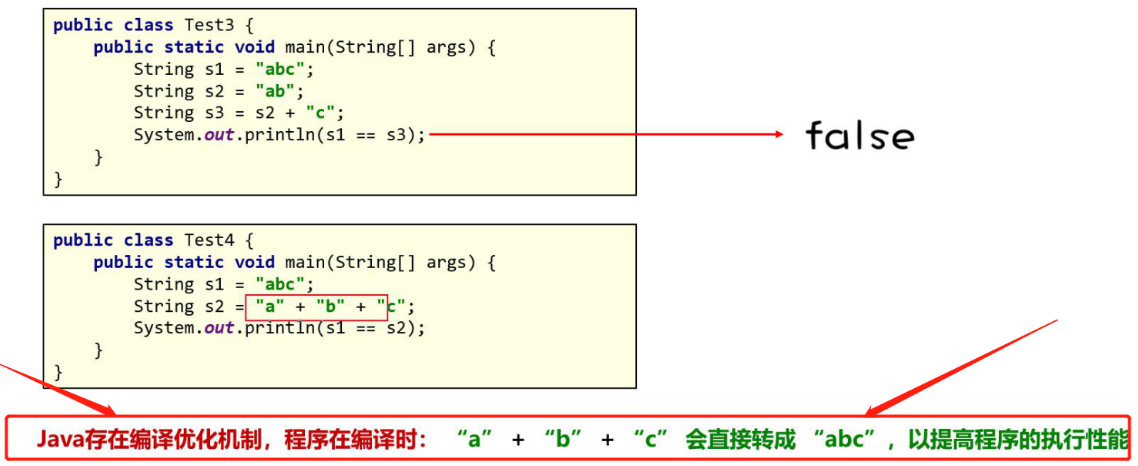 public class Test3 {
public static void main(String[] args) {
String s1 = "abc";
String s2 = "ab";
String s3 = s2 + "c";
System.out.println(s1 == s3);
false
}
}
public class Test4 {
public static void main(String[] args) {
String s1 = "abc";
String s2 = "a" + "b" + "c";
System.out.println(s1 == s2);
}
}
Java存在编译优化机制，程序在编译时： “a” + “b” + “c” 会直接转成 “abc”，以提高程序的执行性能